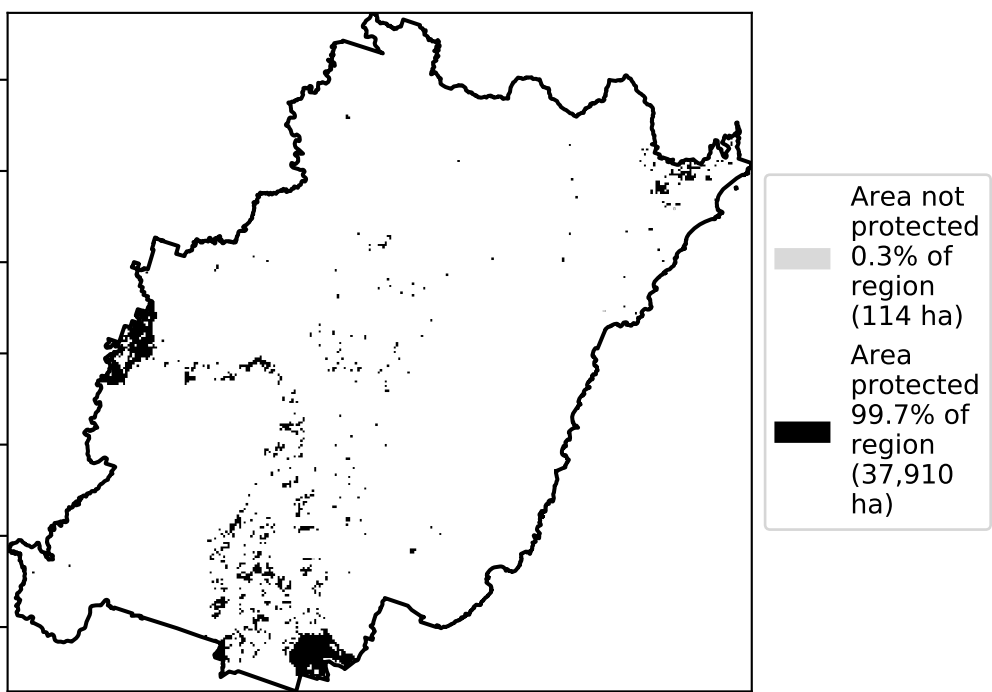 Area not
protected
0.3% of
region
(114 ha)
Area
protected
99.7% of
region
(37,910
ha)